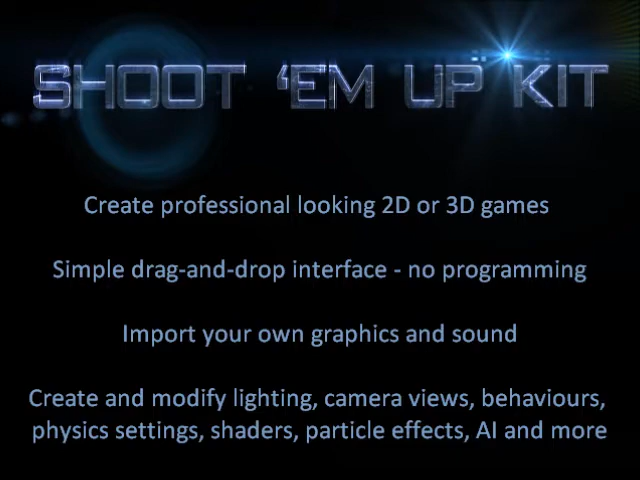 SHOOT 'EM UP KIT
Create professional looking 2D or 3D games
Simple drag-and-drop interface - no programming
Import your own graphics and sound
Create and modify lighting, camera views, behaviours,
physics settings, shaders, particle effects, AI and more